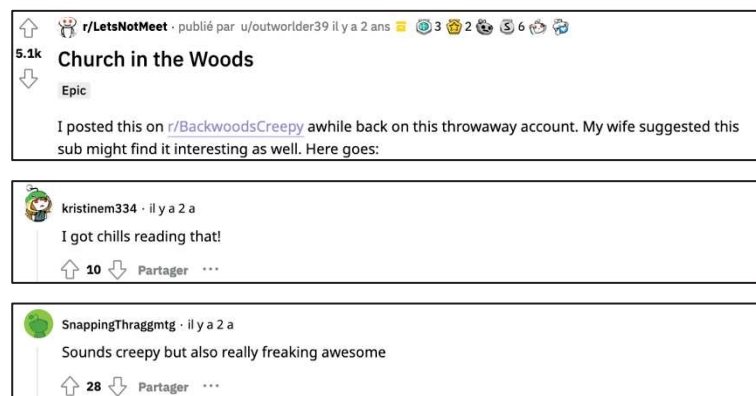 r/LetsNotMeet · publié par u/outworlder39 il y a 2 ans 3 2 S 6
5.1k
Church in the Woods
Epic
I posted this on r/BackwoodsCreepy awhile back on this throwaway account. My wife suggested this
sub might find it interesting as well. Here goes:
kristinem334 · il y a 2 a
I got chills reading that!
10 Partager ···
SnappingThraggmtg · il y a 2 a
Sounds creepy but also really freaking awesome
28 Partager ···